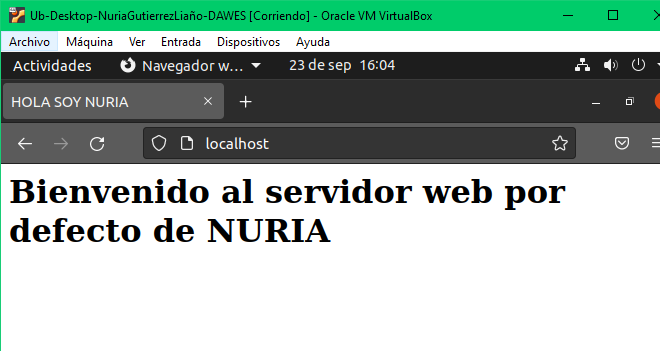 Ub-Desktop-NuriaGutierrezLiaño-DAWES [Corriendo] - Oracle VM VirtualBox
Archivo Máquina Ver Entrada Dispositivos Ayuda
Actividades Navegador w... 23 de sep 16:04
HOLA SOY NURIA
localhost
Bienvenido al servidor web por
defecto de NURIA